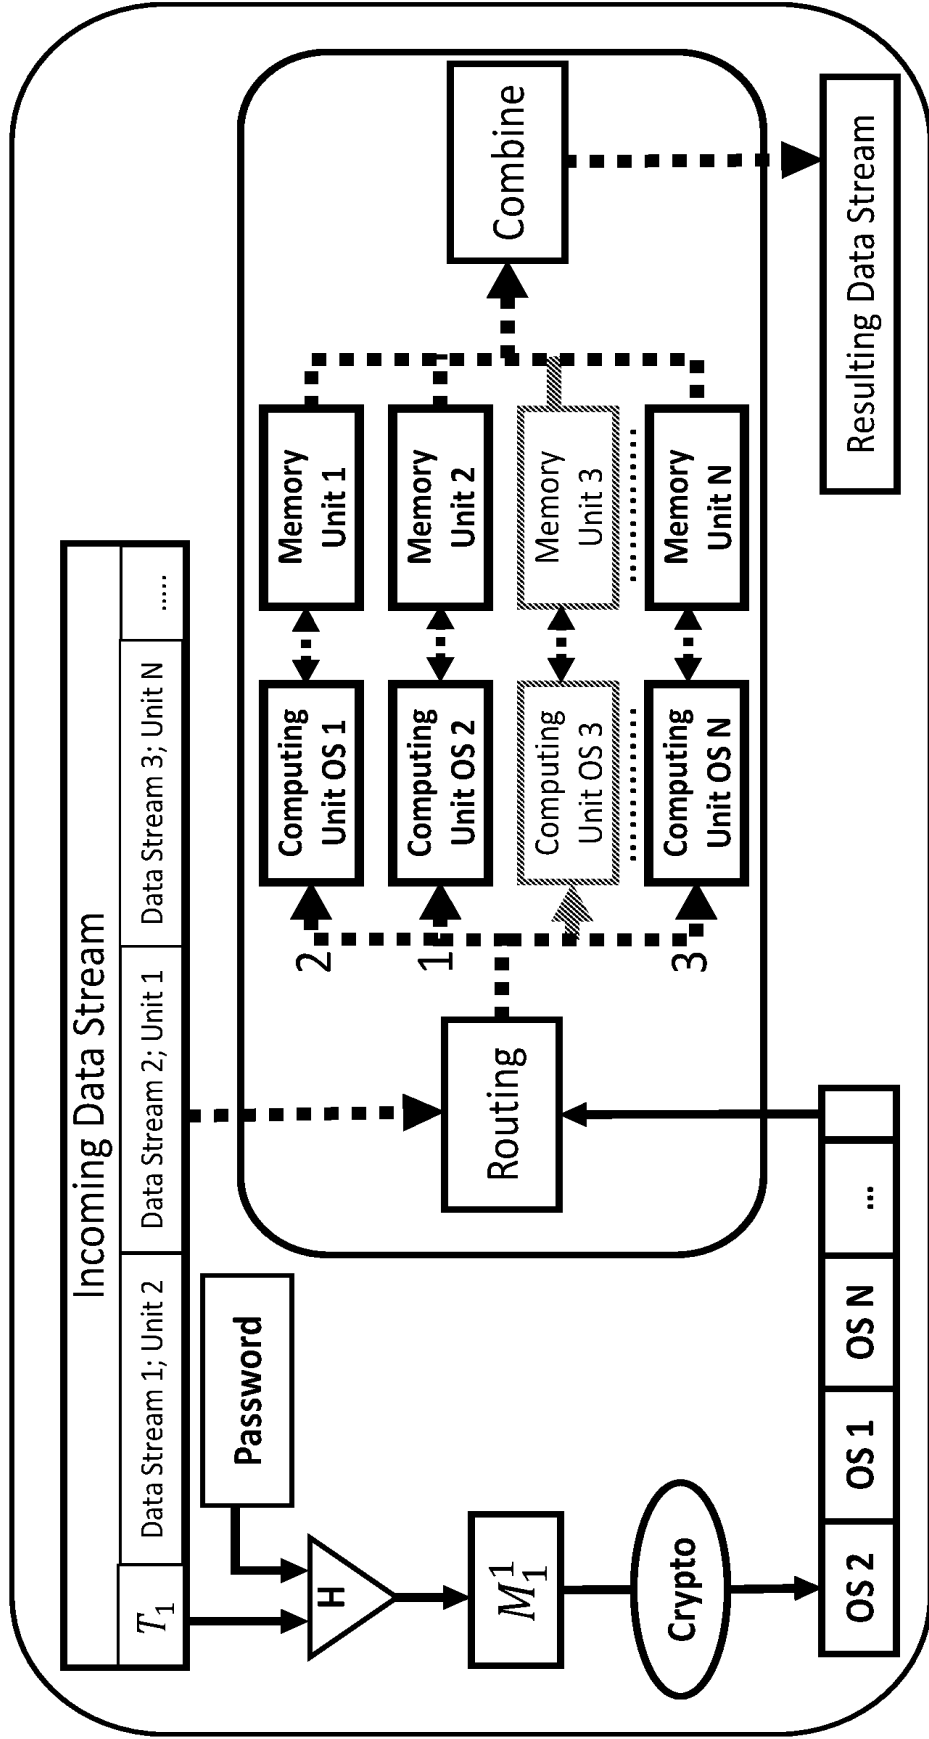 Incoming Data Stream
T₁
Data Stream 1; Unit 2
Data Stream 2; Unit 1
Data Stream 3; Unit N
.....
Password
H
M₁¹
Crypto
OS 2
OS 1
OS N
...
Routing
2
1
3
Computing
Unit OS 1
Memory
Unit 1
Computing
Unit OS 2
Memory
Unit 2
Computing
Unit OS 3
Memory
Unit 3
Computing
Unit OS N
Memory
Unit N
Combine
Resulting Data Stream